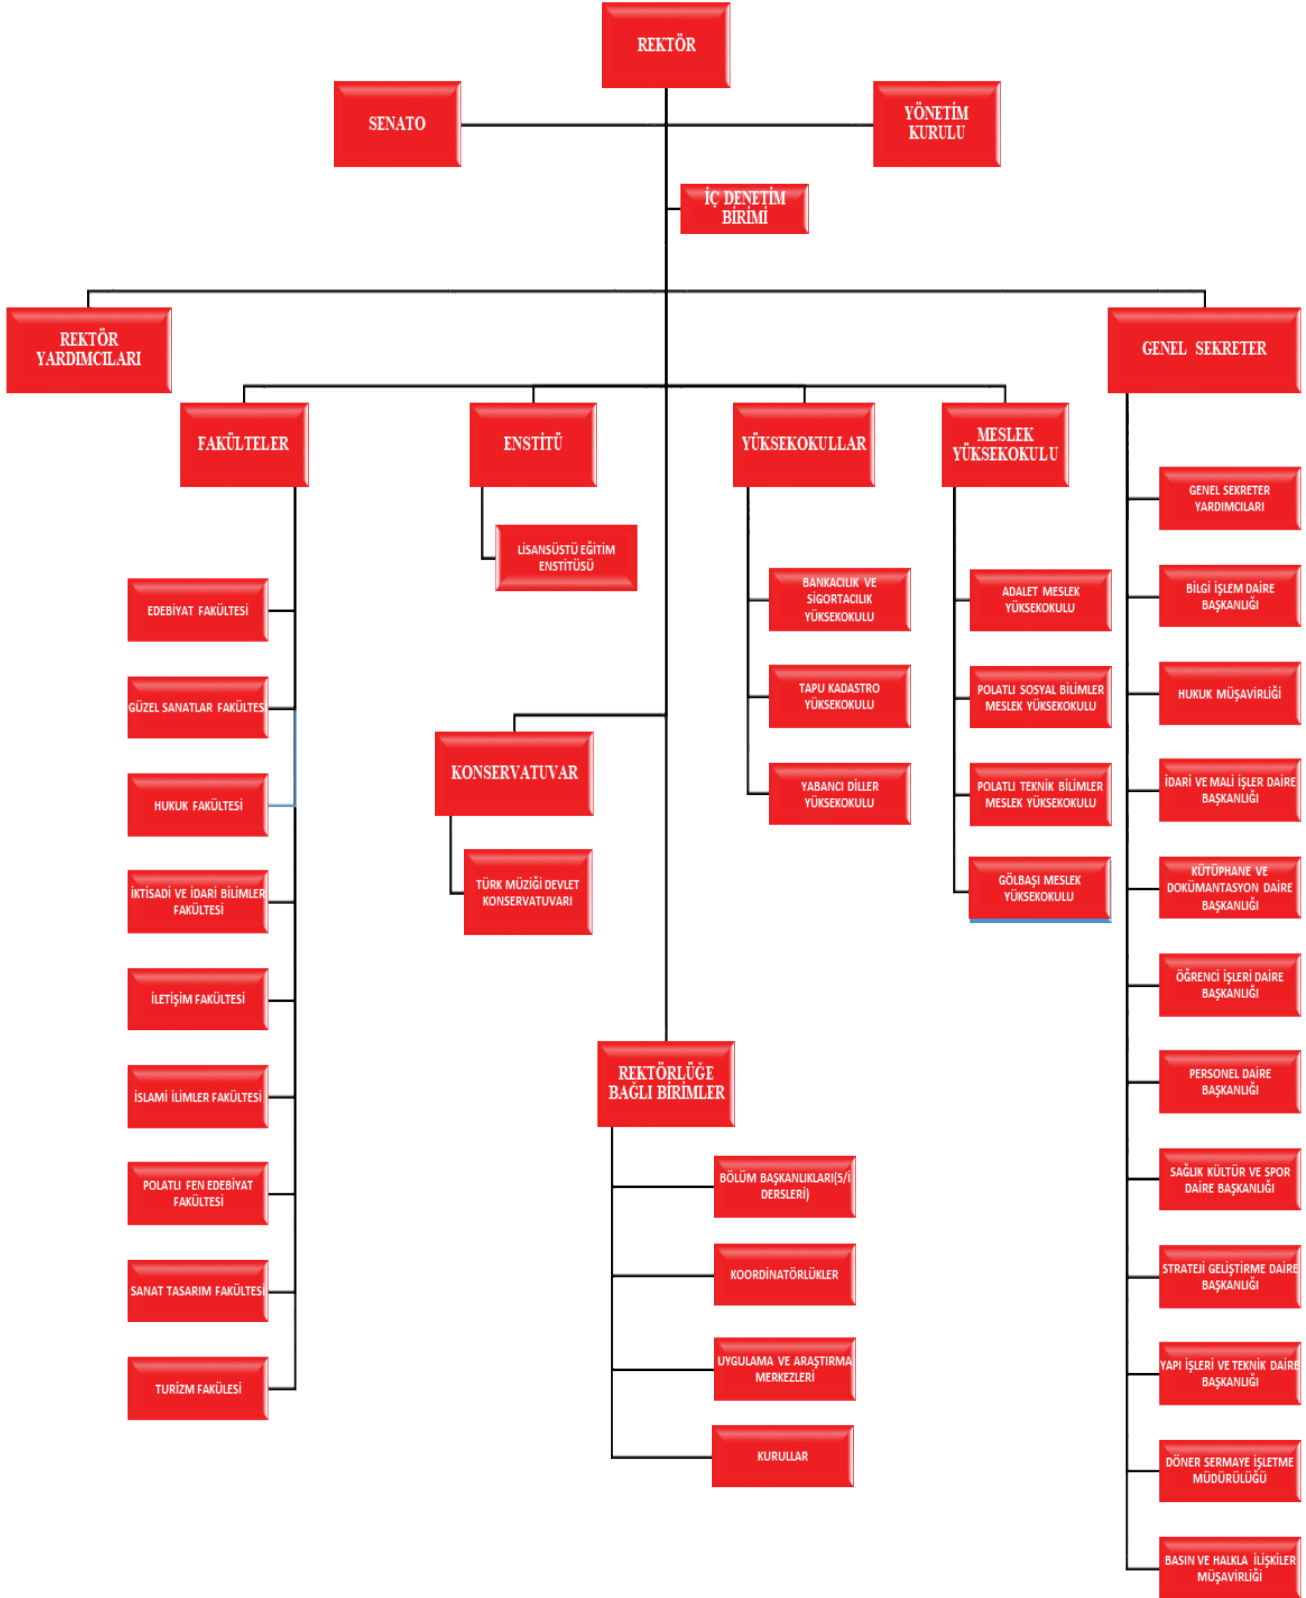 REKTÖR
SENATO
YÖNETİM
KURULU
İÇ DENETİM
BİRİMİ
REKTÖR
YARDIMCILARI
GENEL SEKRETER
FAKÜLTELER
ENSTİTÜ
YÜKSEKOKULLAR
MESLEK
YÜKSEKOKULU
LİSANSÜSTÜ EĞİTİM
ENSTİTÜSÜ
EDEBİYAT FAKÜLTESİ
GÜZEL SANATLAR FAKÜLTES
HUKUK FAKÜLTESİ
İKTİSADİ VE İDARİ BİLİMLER
FAKÜLTESİ
İLETİŞİM FAKÜLTESİ
İSLAMİ İLİMLER FAKÜLTESİ
POLATLI FEN EDEBİYAT
FAKÜLTESİ
SANAT TASARIM FAKÜLTESİ
TURİZM FAKÜLESİ
KONSERVATUVAR
TÜRK MÜZİĞİ DEVLET
KONSERVATUVARI
BANKACILIK VE
SİGORTACILIK
YÜKSEKOKULU
TAPU KADASTRO
YÜKSEKOKULU
YABANCI DİLLER
YÜKSEKOKULU
ADALET MESLEK
YÜKSEKOKULU
POLATLI SOSYAL BİLİMLER
MESLEK YÜKSEKOKULU
POLATLI TEKNİK BİLİMLER
MESLEK YÜKSEKOKULU
GÖLBAŞI MESLEK
YÜKSEKOKULU
REKTÖRLÜĞE
BAĞLI BİRİMLER
BÖLÜM BAŞKANLIKLARI(5/İ
DERSLERİ)
KOORDİNATÖRLÜKLER
UYGULAMA VE ARAŞTIRMA
MERKEZLERİ
KURULLAR
GENEL SEKRETER
YARDIMCILARI
BİLGİ İŞLEM DAİRE
BAŞKANLIĞI
HUKUK MÜŞAVİRLİĞİ
İDARİ VE MALİ İŞLER DAİRE
BAŞKANLIĞI
KÜTÜPHANE VE
DOKÜMANTASYON DAİRE
BAŞKANLIĞI
ÖĞRENCİ İŞLERİ DAİRE
BAŞKANLIĞI
PERSONEL DAİRE
BAŞKANLIĞI
SAĞLIK KÜLTÜR VE SPOR
DAİRE BAŞKANLIĞI
STRATEJİ GELİŞTİRME DAİRE
BAŞKANLIĞI
YAPI İŞLERİ VE TEKNİK DAİRE
BAŞKANLIĞI
DÖNER SERMAYE İŞLETME
MÜDÜRÜLÜĞÜ
BASIN VE HALKLA İLİŞKİLER
MÜŞAVİRLİĞİ